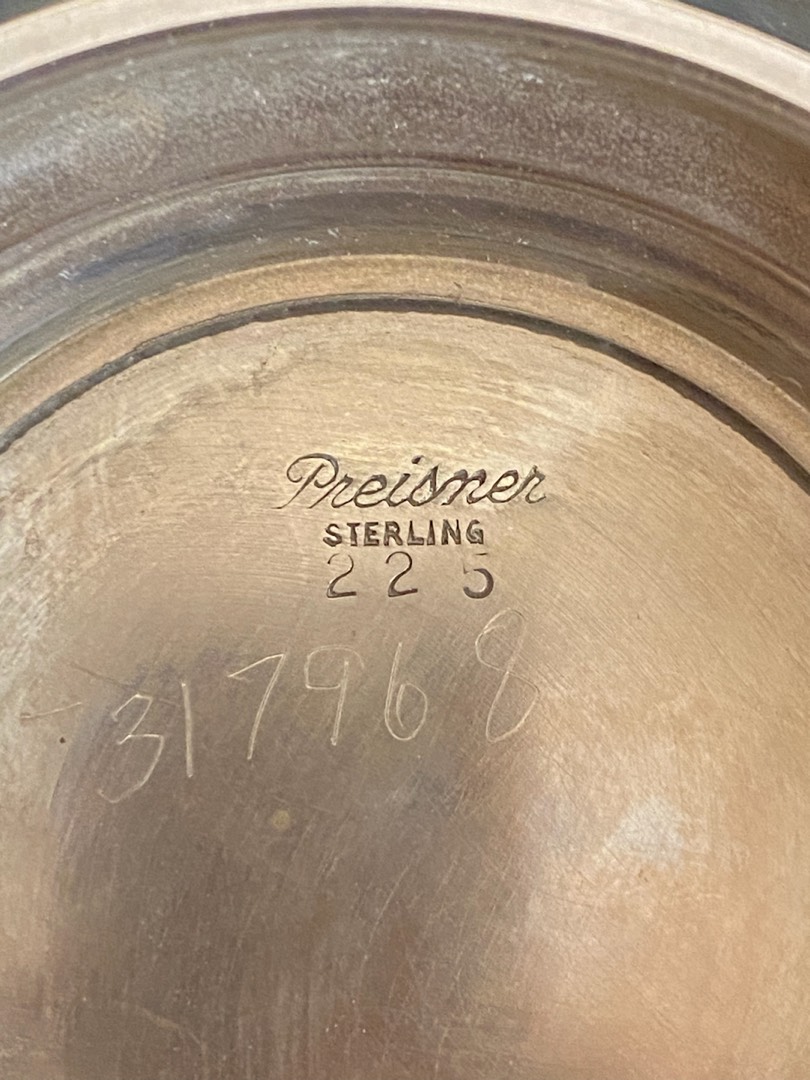 Preisner
STERLING
225
317968